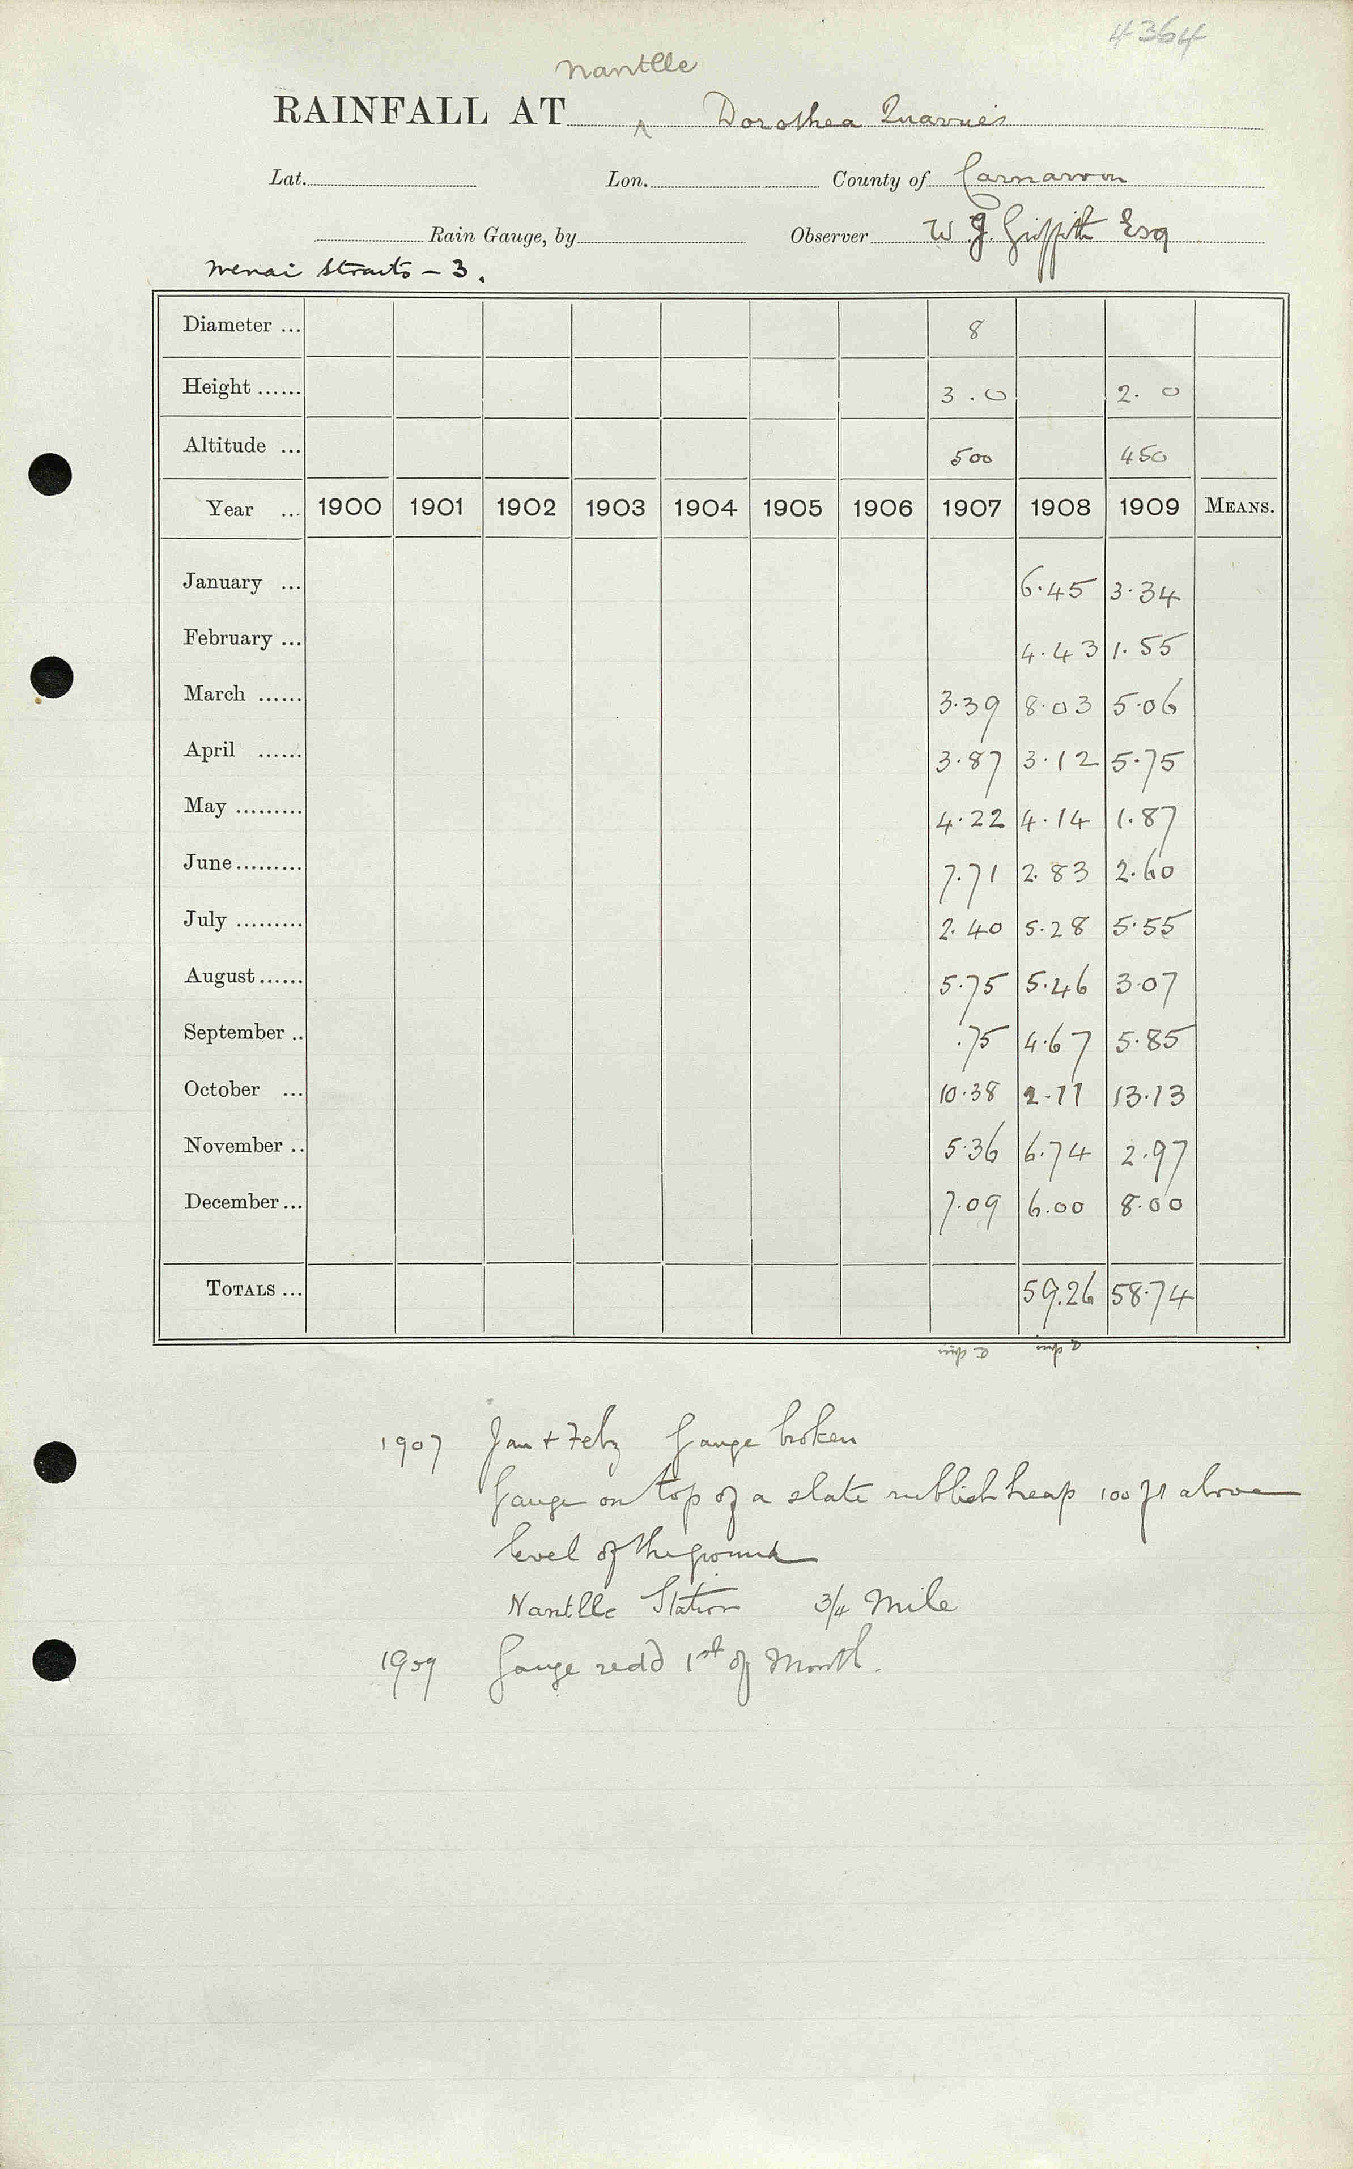 4364
Nantlle
RAINFALL AT ^ Dorothea Quarries
Lat. Lon. County of Carnarvon
Rain Gauge, by Observer W J. Griffith Esq
Menai Straits - 3.
Diameter ... 8
Height ...... 3.0 2.0
Altitude ... 500 450
Year ... 1900 1901 1902 1903 1904 1905 1906 1907 1908 1909 MEANS.
January ... 6.45 3.34
February ... 4.43 1.55
March ...... 3.39 8.03 5.06
April ...... 3.87 3.12 5.75
May ......... 4.22 4.14 1.87
June......... 7.71 2.83 2.60
July ......... 2.40 5.28 5.55
August...... 5.75 5.46 3.07
September .. .75 4.67 5.85
October ... 10.38 2.11 13.13
November .. 5.36 6.74 2.97
December... 7.09 6.00 8.00
TOTALS ... 59.26 58.74
1907 Jan + Feby Gauge broken
Gauge on top of a slate rubbish heap 100 ft above
level of the ground
Nantlle Station 3/4 Mile
1909 Gauge redd 1st of Month.